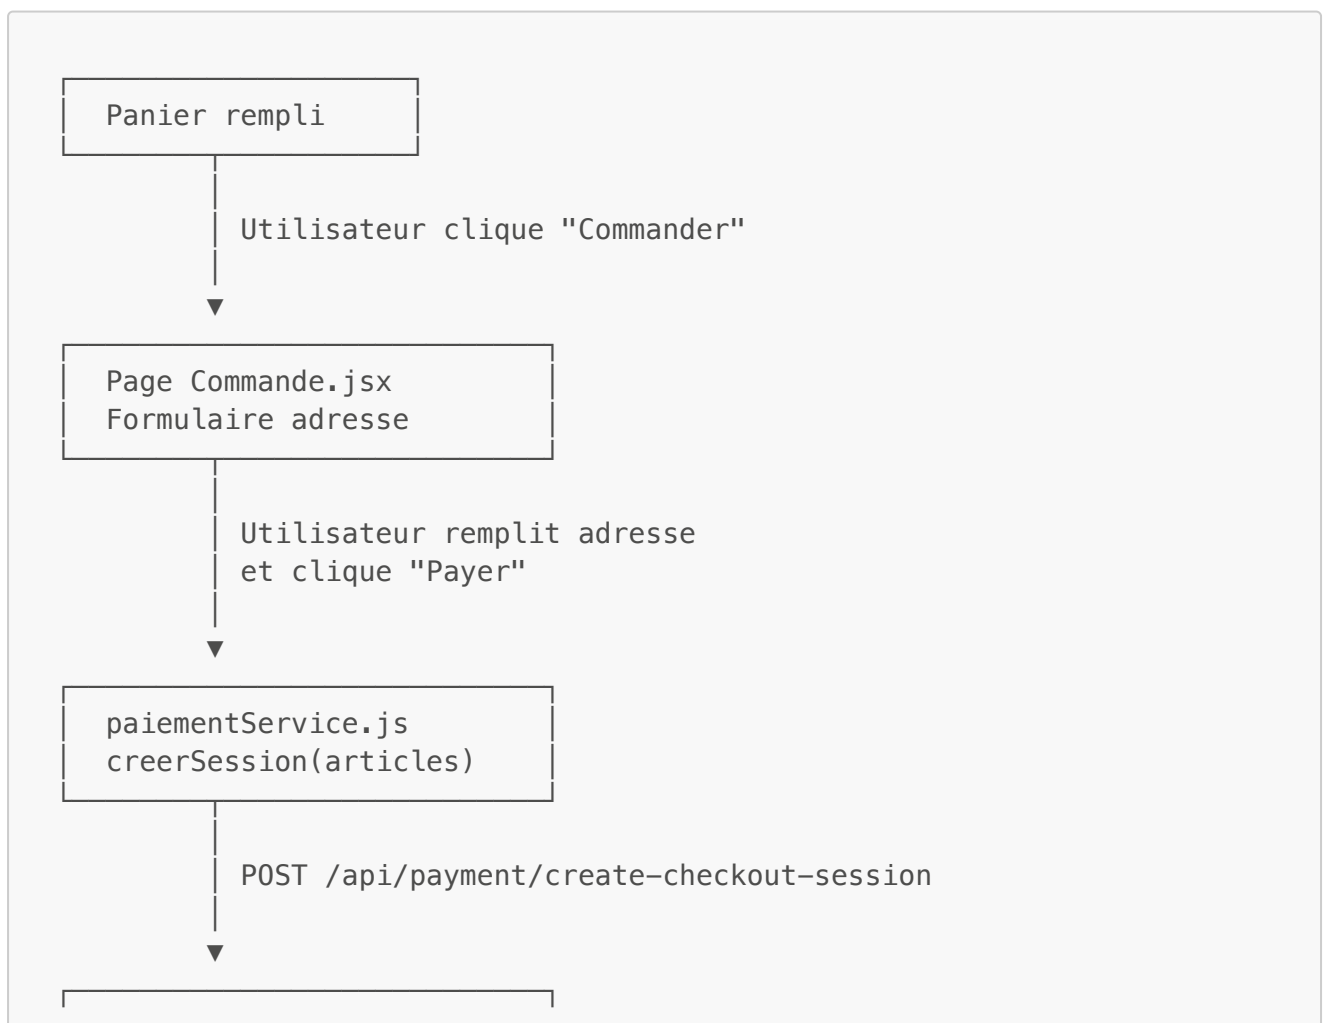 Panier rempli
Utilisateur clique "Commander"
Page Commande.jsx
Formulaire adresse
Utilisateur remplit adresse
et clique "Payer"
paiementService.js
creerSession(articles)
POST /api/payment/create-checkout-session